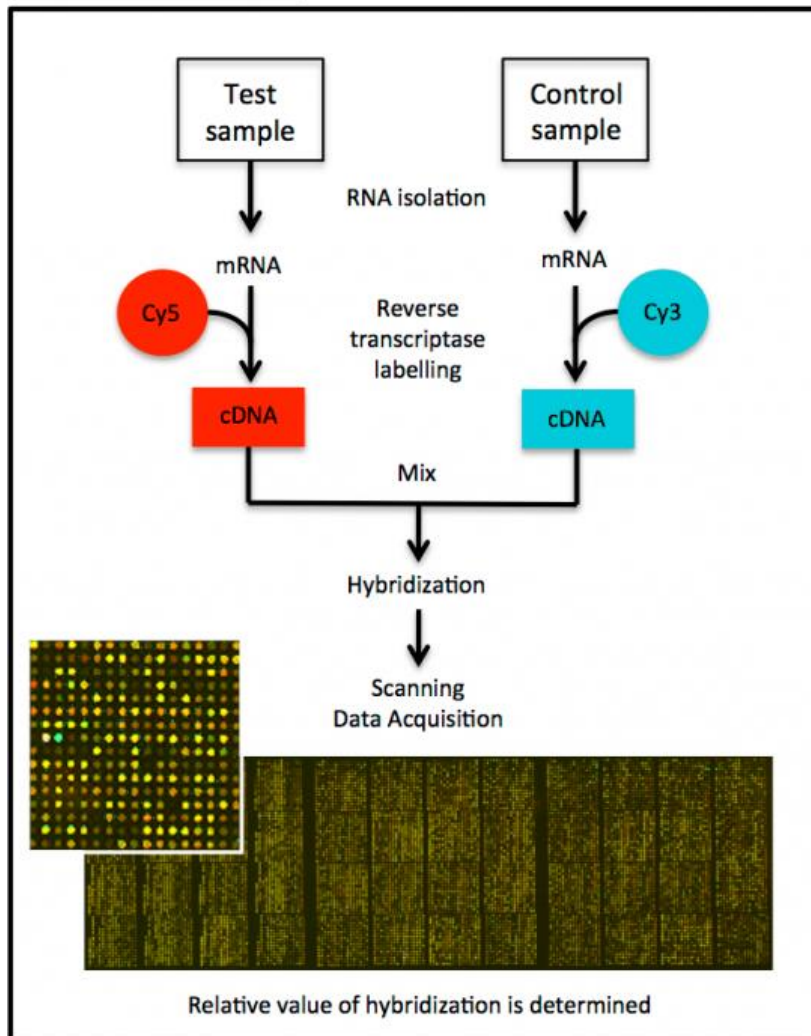 Test
sample
Control
sample
RNA isolation
mRNA
mRNA
Cy5
Reverse
transcriptase
labelling
Cy3
cDNA
cDNA
Mix
Hybridization
Scanning
Data Acquisition
Relative value of hybridization is determined